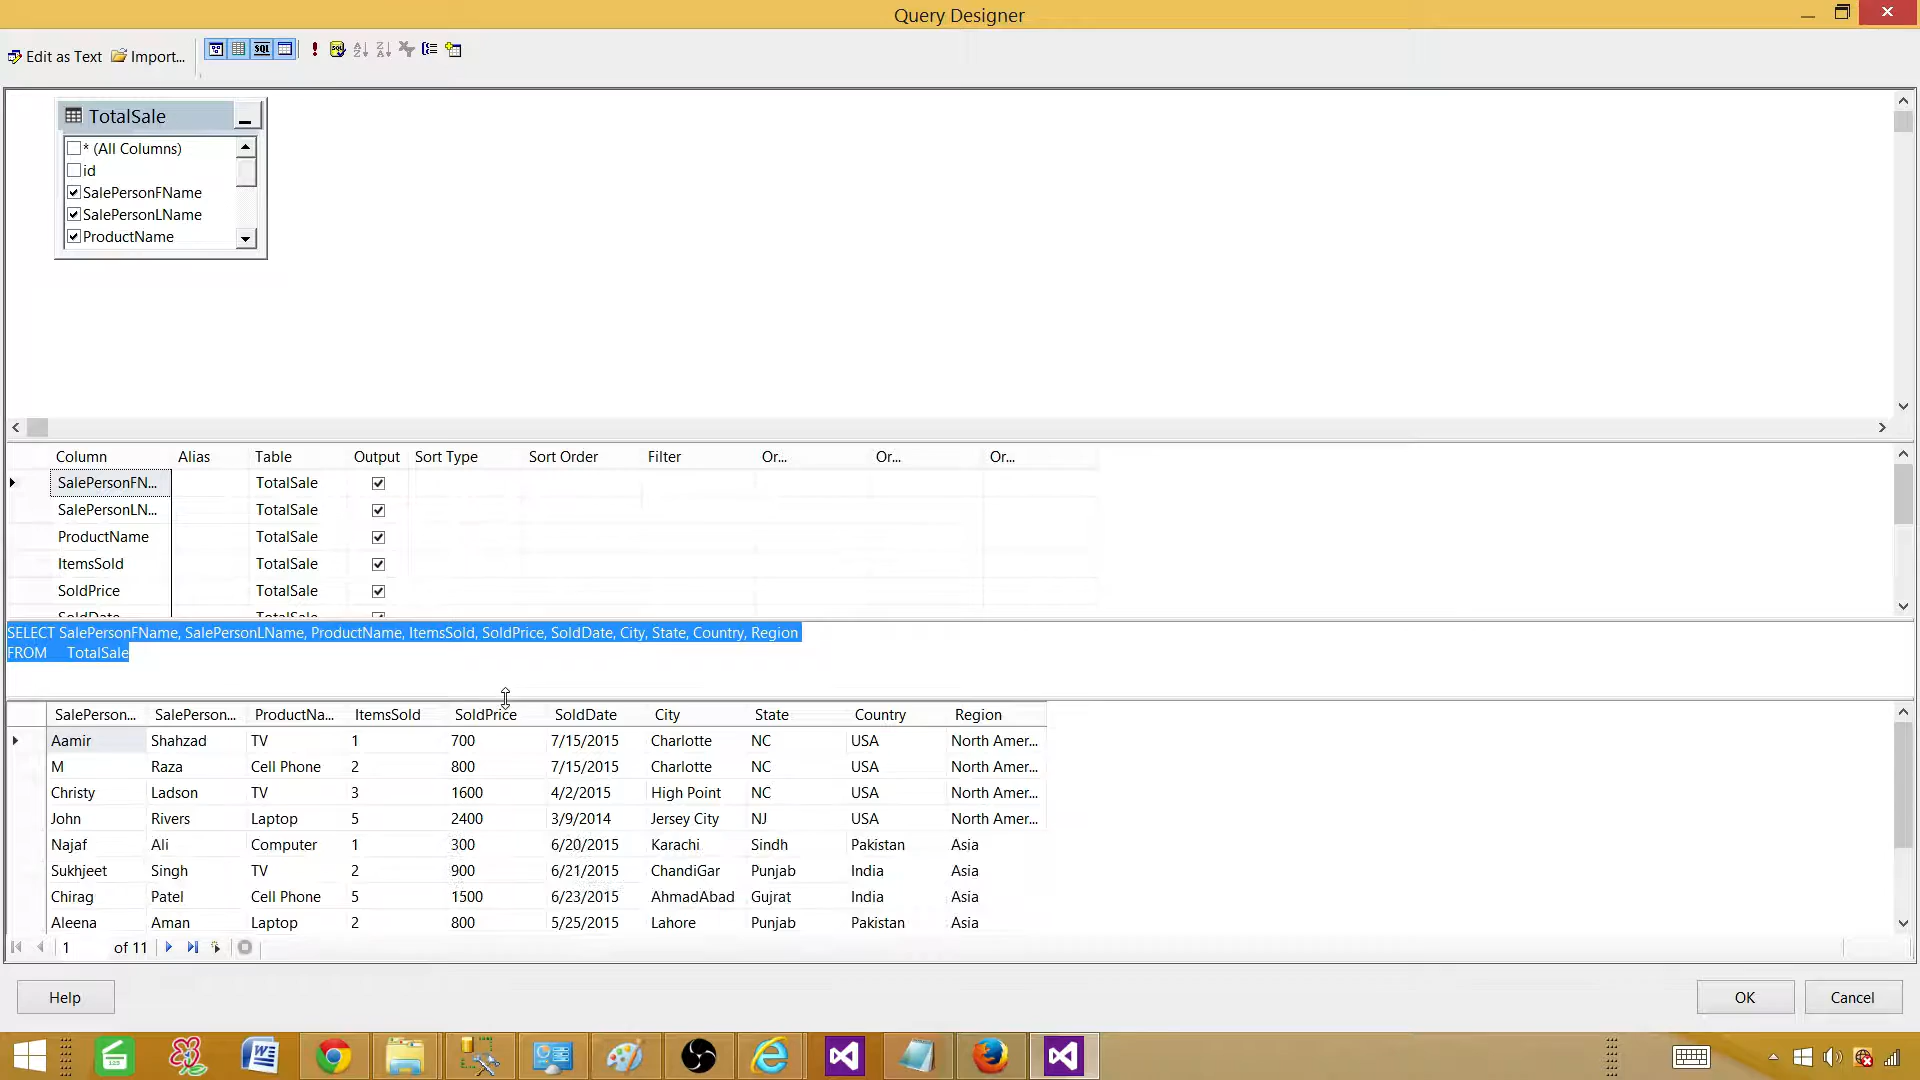 Query Designer
Edit as Text Import...
SQL
TotalSale
* (All Columns)
id
SalePersonFName
SalePersonLName
ProductName
Column Alias Table Output Sort Type Sort Order Filter Or... Or... Or...
SalePersonFN... TotalSale
SalePersonLN... TotalSale
ProductName TotalSale
ItemsSold TotalSale
SoldPrice TotalSale
SoldDate TotalSale
SELECT SalePersonFName, SalePersonLName, ProductName, ItemsSold, SoldPrice, SoldDate, City, State, Country, Region
FROM TotalSale
SalePerson... SalePerson... ProductNa... ItemsSold SoldPrice SoldDate City State Country Region
Aamir Shahzad TV 1 700 7/15/2015 Charlotte NC USA North Amer...
M Raza Cell Phone 2 800 7/15/2015 Charlotte NC USA North Amer...
Christy Ladson TV 3 1600 4/2/2015 High Point NC USA North Amer...
John Rivers Laptop 5 2400 3/9/2014 Jersey City NJ USA North Amer...
Najaf Ali Computer 1 300 6/20/2015 Karachi Sindh Pakistan Asia
Sukhjeet Singh TV 2 900 6/21/2015 ChandiGar Punjab India Asia
Chirag Patel Cell Phone 5 1500 6/23/2015 AhmadAbad Gujrat India Asia
Aleena Aman Laptop 2 800 5/25/2015 Lahore Punjab Pakistan Asia
1 of 11
Help OK Cancel